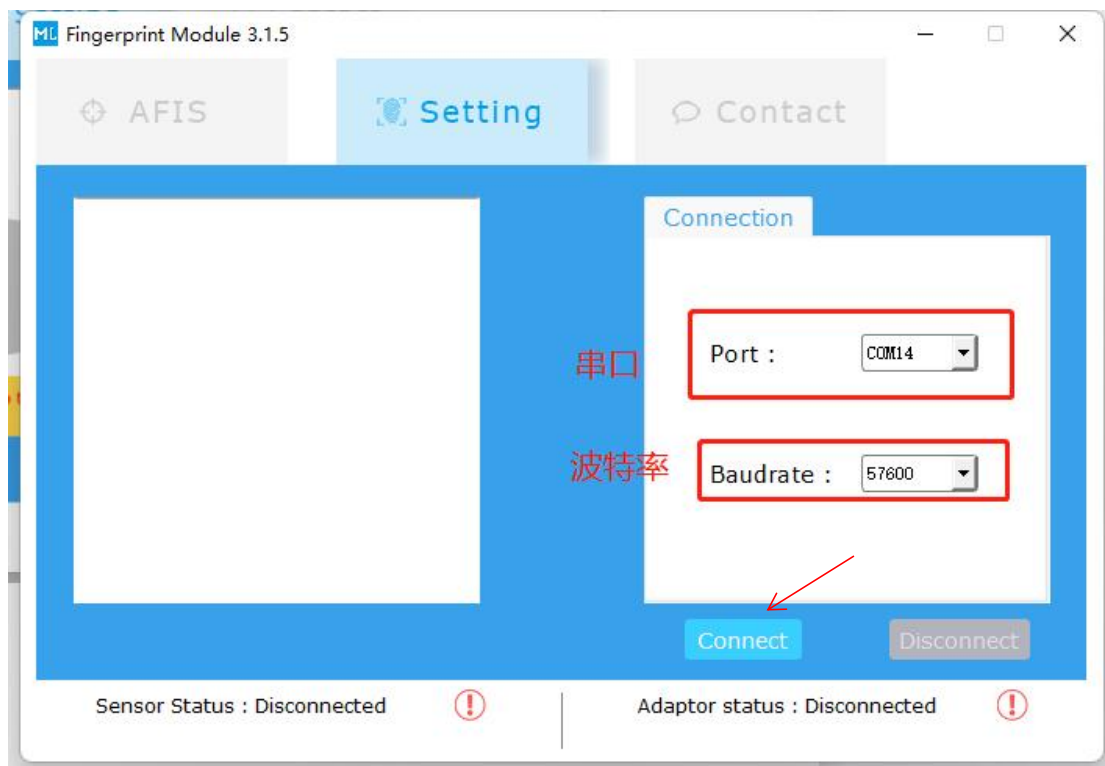 Fingerprint Module 3.1.5
AFIS
Setting
Contact
Connection
串口
Port :
COM14
波特率
Baudrate :
57600
Connect
Disconnect
Sensor Status : Disconnected
Adaptor status : Disconnected